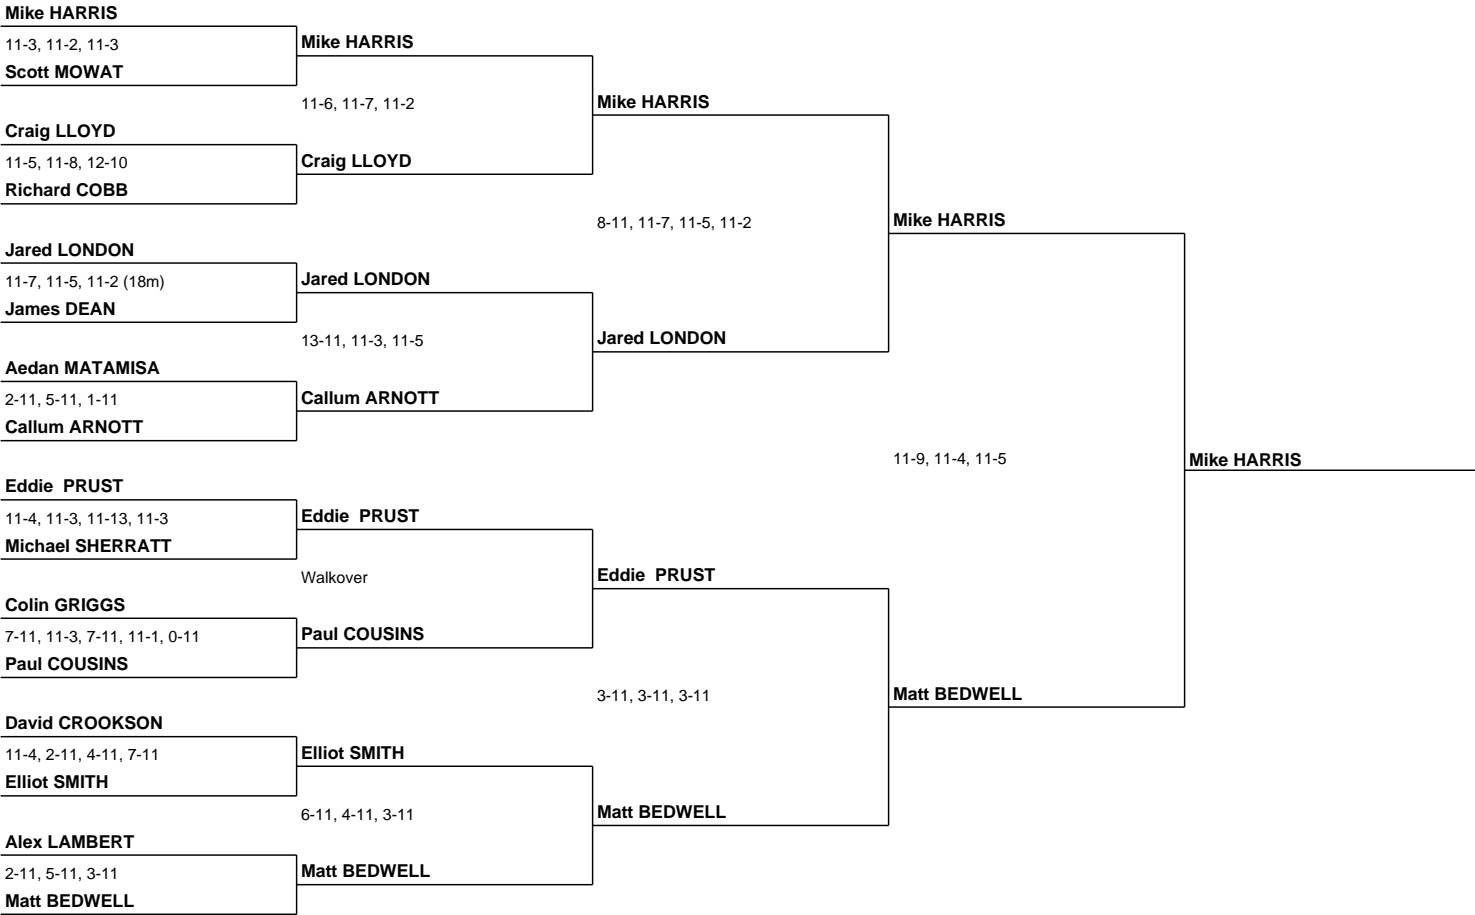 Mike HARRIS
11-3, 11-2, 11-3
Scott MOWAT
Craig LLOYD
11-5, 11-8, 12-10
Richard COBB
Jared LONDON
11-7, 11-5, 11-2 (18m)
James DEAN
Aedan MATAMISA
2-11, 5-11, 1-11
Callum ARNOTT
Eddie  PRUST
11-4, 11-3, 11-13, 11-3
Michael SHERRATT
Colin GRIGGS
7-11, 11-3, 7-11, 11-1, 0-11
Paul COUSINS
David CROOKSON
11-4, 2-11, 4-11, 7-11
Elliot SMITH
Alex LAMBERT
2-11, 5-11, 3-11
Matt BEDWELL
Mike HARRIS
11-6, 11-7, 11-2
Craig LLOYD
Jared LONDON
13-11, 11-3, 11-5
Callum ARNOTT
Eddie  PRUST
Walkover
Paul COUSINS
Elliot SMITH
6-11, 4-11, 3-11
Matt BEDWELL
Mike HARRIS
8-11, 11-7, 11-5, 11-2
Jared LONDON
Eddie  PRUST
3-11, 3-11, 3-11
Matt BEDWELL
Mike HARRIS
11-9, 11-4, 11-5
Matt BEDWELL
Mike HARRIS